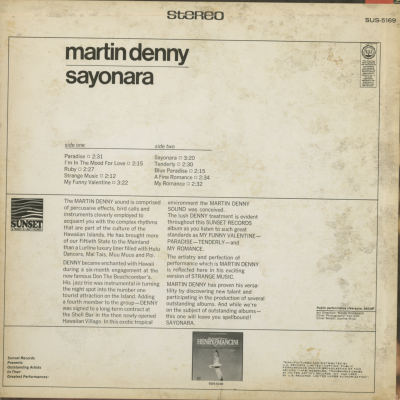 STEREO
SUS-5169
martin denny
sayonara
side one
Paradise 2:31
I'm In The Mood For Love 2:15
Ruby 2:27
Strange Music 2:12
My Funny Valentine 3:22
side two
Sayonara 3:20
Tenderly 2:30
Blue Paradise 2:15
A Fine Romance 2:34
My Romance 2:32
SUNSET
The MARTIN DENNY sound is comprised
of percussive effects, bird calls and
instruments cleverly employed to
sequent you with the complex rhythms
that are part of the culture of the
Hawaiian Islands. He has brought more
of our Fiftieth State to the Mainland
than a Lurline luxury liner filled with Hula
Dancers, Mai Tais, Muu Muus and Poi.
DENNY became enchanted with Hawaii
during a six-month engagement at the
new famous Don The Beachcomber's.
His jazz trio was instrumental in turning
the night spot into the number one
tourist attraction on the Island. Adding
a fourth member to the group—DENNY
was signed to a long term contract at
the Shell Bar in the then newly opened
Hawaiian Village. In this exotic tropical
environment the MARTIN DENNY
SOUND was conceived.
The lush DENNY treatment is evident
throughout this SUNSET RECORDS
album as you listen to such great
standards as MY FUNNY VALENTINE—
PARADISE—TENDERLY—and
MY ROMANCE.
The artistry and perfection of
performance which is MARTIN DENNY
is reflected here in his exciting
version of STRANGE MUSIC.
MARTIN DENNY has proven his versa-
tility by discovering new talent and
participating in the production of several
outstanding albums. And while we're
on the subject of outstanding albums—
this one will leave you spellbound!
SAYONARA.
HENRY MANCINI
Sunset Records
Presents
Outstanding Artists
In Their
Greatest Performances: